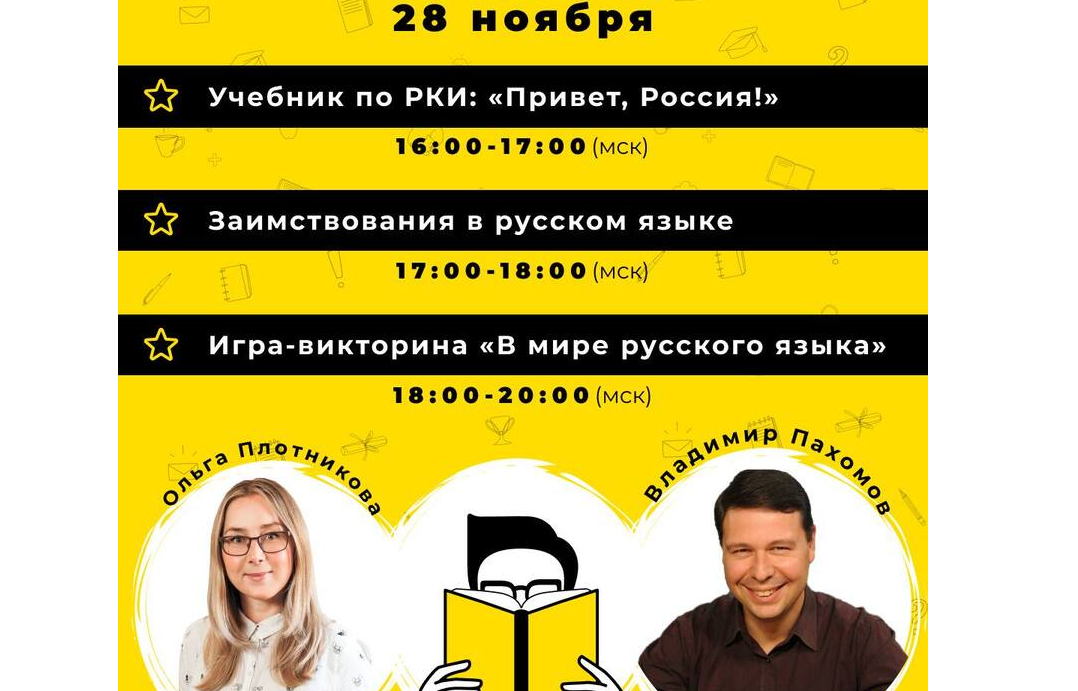 28 ноября
Учебник по РКИ: «Привет, Россия!»
16:00-17:00 (мск)
Заимствования в русском языке
17:00-18:00 (мск)
Игра-викторина «В мире русского языка»
18:00-20:00 (мск)
Ольга Плотникова
Владимир Пахомов